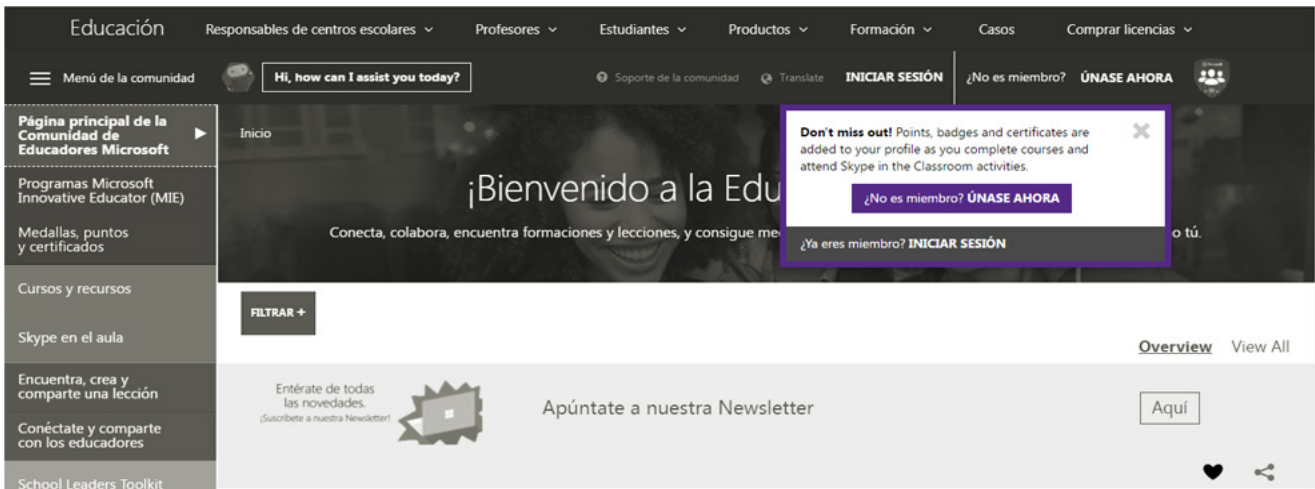 Educación
Responsables de centros escolares
Profesores
Estudiantes
Productos
Formación
Casos
Comprar licencias
Menú de la comunidad
Hi, how can I assist you today?
Soporte de la comunidad
Translate
INICIAR SESIÓN
¿No es miembro? ÚNASE AHORA
Página principal de la
Comunidad de
Educadores Microsoft
Programas Microsoft
Innovative Educator (MIE)
Medallas, puntos
y certificados
Cursos y recursos
Skype en el aula
Encuentra, crea y
comparte una lección
Conéctate y comparte
con los educadores
School Leaders Toolkit
Inicio
¡Bienvenido a la Edu
Conecta, colabora, encuentra formaciones y lecciones, y consigue me
o tú.
Don't miss out! Points, badges and certificates are
added to your profile as you complete courses and
attend Skype in the Classroom activities.
¿No es miembro? ÚNASE AHORA
¿Ya eres miembro? INICIAR SESIÓN
FILTRAR +
Overview View All
Entérate de todas
las novedades.
¡Suscríbete a nuestra Newsletter!
Apúntate a nuestra Newsletter
Aquí